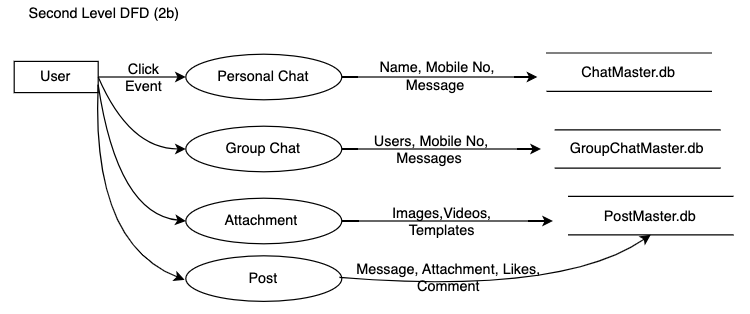 Second Level DFD (2b)
User
Click
Event
Personal Chat
Name, Mobile No,
Message
ChatMaster.db
Group Chat
Users, Mobile No,
Messages
GroupChatMaster.db
Attachment
Images,Videos,
Templates
PostMaster.db
Post
Message, Attachment, Likes,
Comment